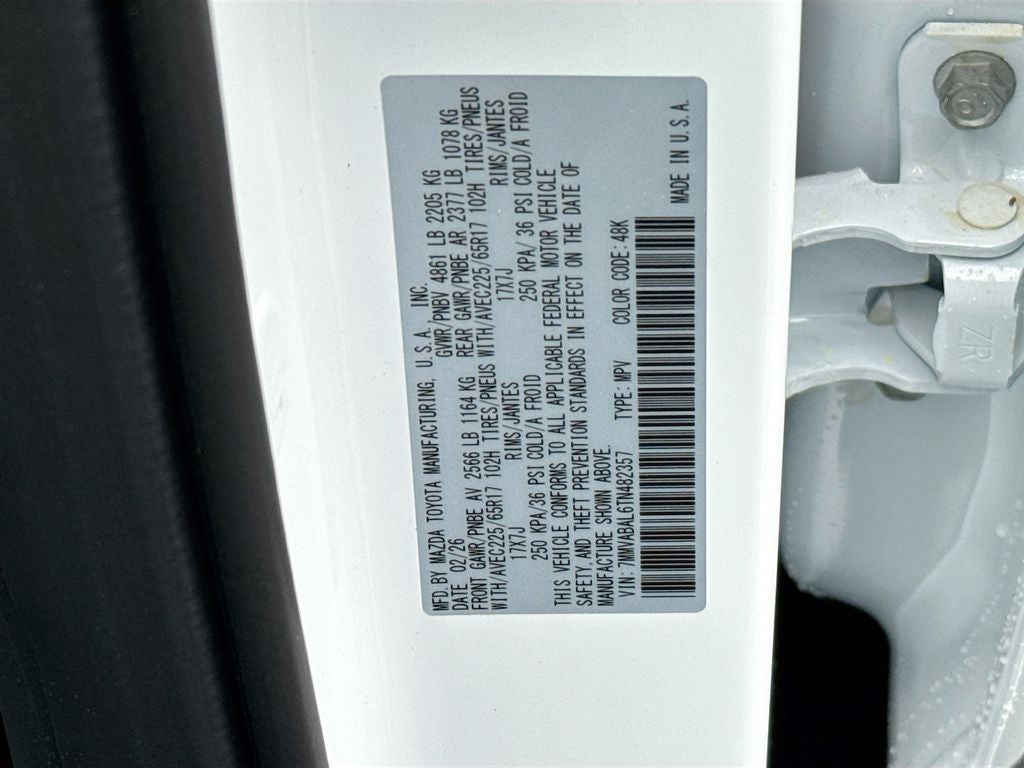 MFD. BY MAZDA TOYOTA MANUFACTURING, U.S.A., INC.
DATE 02/26 GVWR/PNBV 4861 LB 2205 KG
FRONT GAWR/PNBE AV 2566 LB 1164 KG REAR GAWR/PNBE AR 2377 LB 1078 KG
WITH/AVEC225/65R17 102H TIRES/PNEUS WITH/AVEC225/65R17 102H TIRES/PNEUS
17X7J RIMS/JANTES 17X7J RIMS/JANTES
250 KPA/36 PSI COLD/A FROID 250 KPA/ 36 PSI COLD/A FROID
THIS VEHICLE CONFORMS TO ALL APPLICABLE FEDERAL MOTOR VEHICLE
SAFETY, AND THEFT PREVENTION STANDARDS IN EFFECT ON THE DATE OF
MANUFACTURE SHOWN ABOVE.
VIN: 7MMVABAL6TN482357 TYPE: MPV COLOR CODE: 48K
MADE IN U.S.A.
ZR